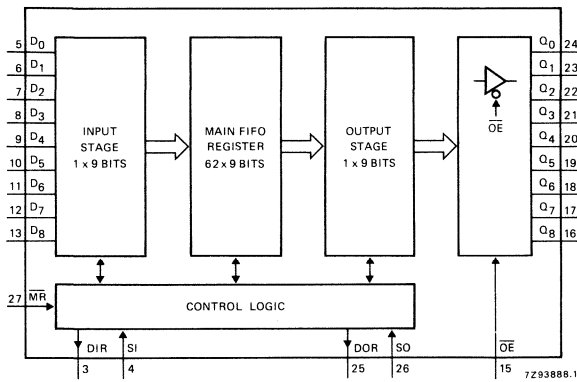 5 D0
6 D1
7 D2
8 D3
9 D4
10 D5
11 D6
12 D7
13 D8
INPUT
STAGE
1 x 9 BITS
MAIN FIFO
REGISTER
62 x 9 BITS
OUTPUT
STAGE
1 x 9 BITS
OE
Q0 24
Q1 23
Q2 22
Q3 21
Q4 20
Q5 19
Q6 18
Q7 17
Q8 16
27 MR
CONTROL LOGIC
DIR SI DOR SO OE
3 4 25 26 15
7Z93888.1